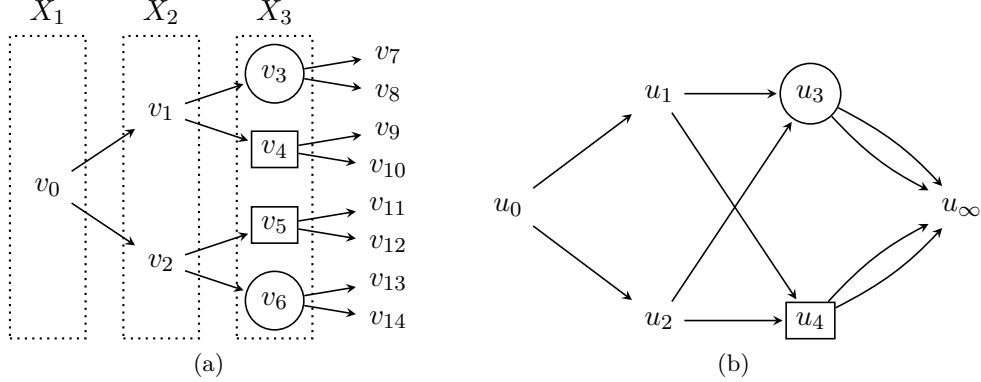 X₁ X₂ X₃
v₀
v₁
v₂
v₃
v₄
v₅
v₆
v₇
v₈
v₉
v₁₀
v₁₁
v₁₂
v₁₃
v₁₄
(a)
u₀
u₁
u₂
u₃
u₄
u∞
(b)